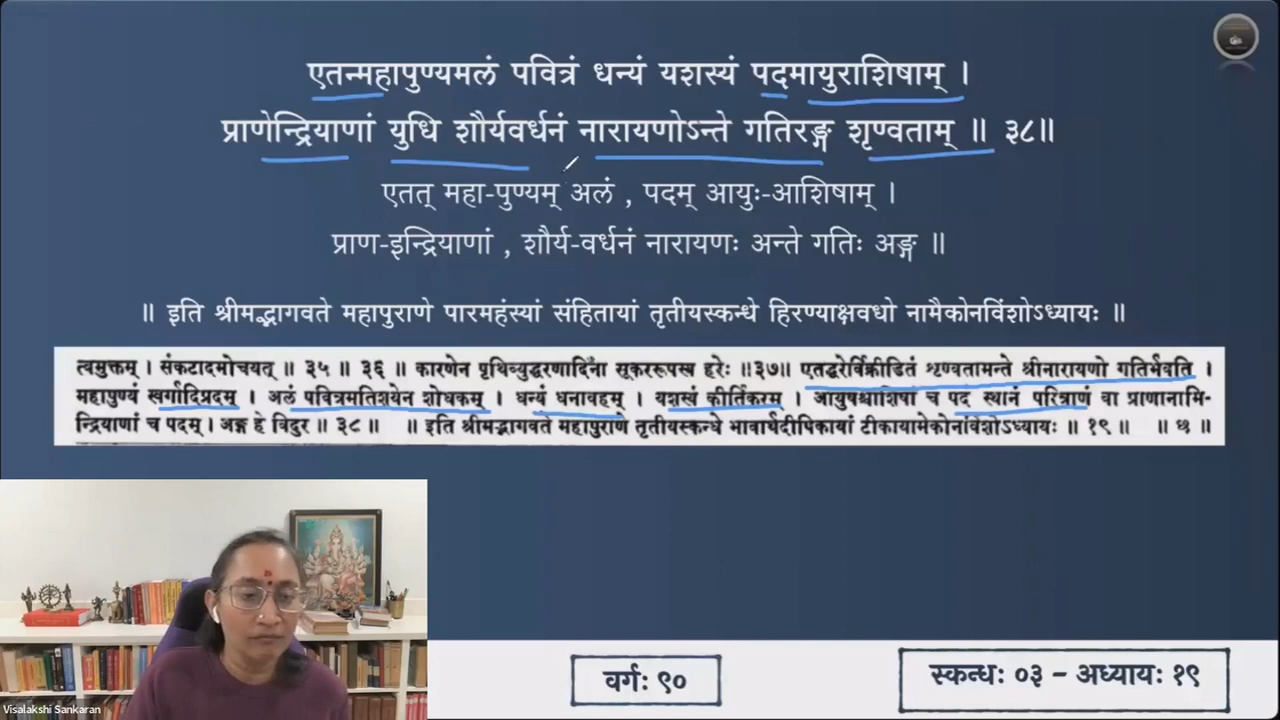 एतन्महापुण्यमलं पवित्रं धन्यं यशस्यं पदमायुराशिषाम् ।
प्राणेन्द्रियाणां युधि शौर्यवर्धनं नारायणोऽन्ते गतिरङ्ग शृण्वताम् ॥ ३८॥
एतत् महा-पुण्यम् अलं , पदम् आयुः-आशिषाम् ।
प्राण-इन्द्रियाणां , शौर्य-वर्धनं नारायणः अन्ते गतिः अङ्ग ॥
॥ इति श्रीमद्भागवते महापुराणे पारमहंस्यां संहितायां तृतीयस्कन्धे हिरण्याक्षवधो नामैकोनविंशोऽध्यायः ॥
त्वमुक्तम् । संकटादमोचयत् ॥ ३५ ॥ ३६ ॥ कारणेन पृथिव्युद्धरणादिना सूकररूपस्य हरेः ॥३७॥ एतद्धरेर्विक्रीडितं शृण्वतामन्ते श्रीनारायणो गतिर्भवति ।
महापुण्यं स्वर्गादिप्रदम् । अलं पवित्रमतिशयेन शोधकम् । धन्यं धनावहम् । यशस्यं कीर्तिकरम् । आयुषश्चाशिषां च पदं स्थानं परित्राणं वा प्राणानामि-
न्द्रियाणां च पदम् । अङ्ग हे विदुर ॥ ३८ ॥ ॥ इति श्रीमद्भागवते महापुराणे तृतीयस्कन्धे भावार्थदीपिकायां टीकायामेकोनविंशोऽध्यायः ॥ १९ ॥ ॥ छ ॥
Visalakshi Sankaran
वर्गः ९०
स्कन्धः ०३ – अध्यायः १९